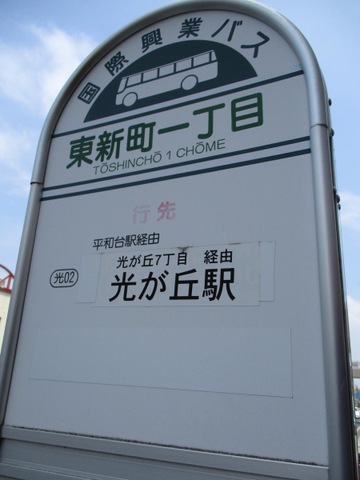 国際興業バス
東新町一丁目
TŌSHINCHŌ 1 CHŌME
行先
平和台駅経由
光が丘7丁目 経由
光02
光が丘駅